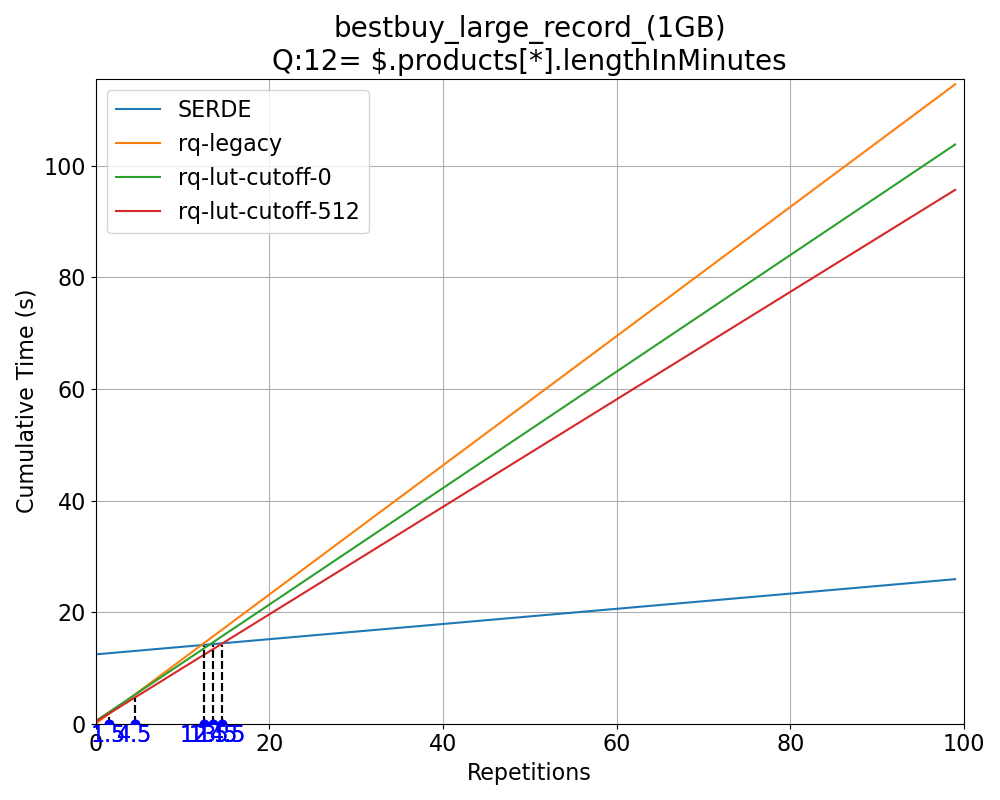 bestbuy_large_record_(1GB)
Q:12= $.products[*].lengthInMinutes
SERDE
rq-legacy
rq-lut-cutoff-0
rq-lut-cutoff-512
Cumulative Time (s)
100
80
60
40
20
0
1.5 4.5
0 20 40 60 80 100
Repetitions